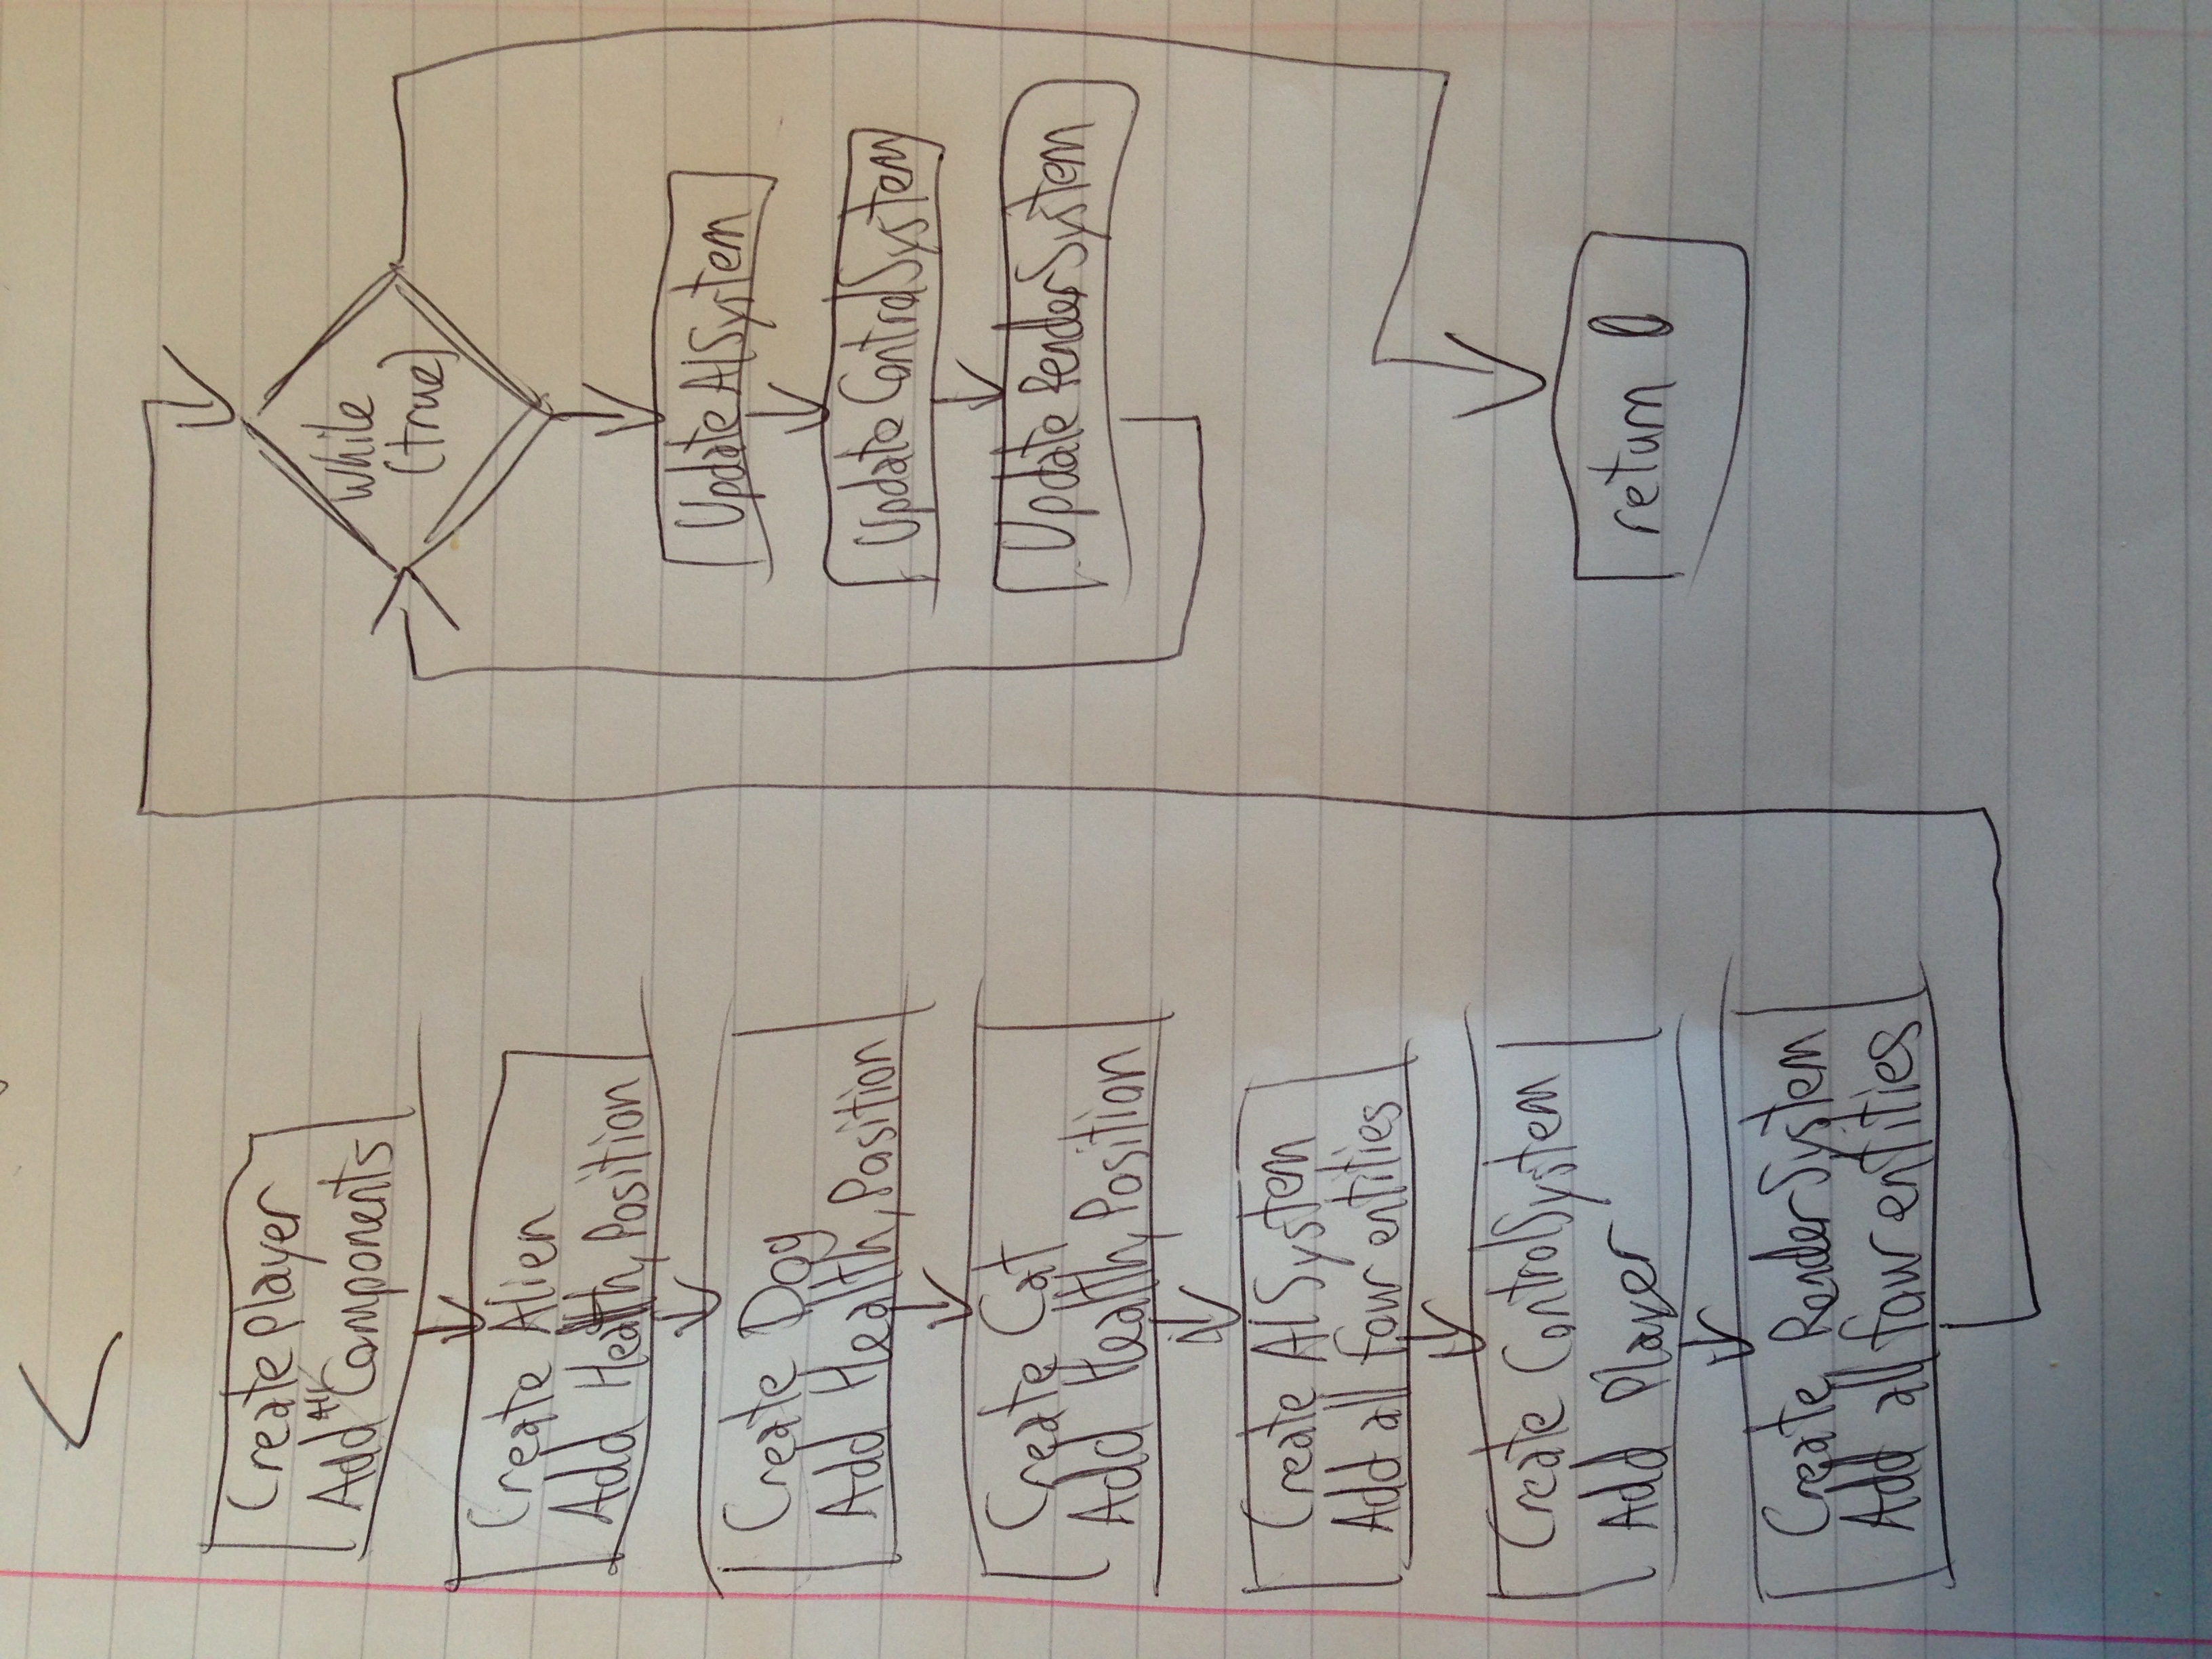 Create Player
Add All Components
Create Alien
Add Health, Position
Create Dog
Add Health, Position
Create Cat
Add Health, Position
Create AISystem
Add all four entities
Create ControlSystem
Add Player
Create RenderSystem
Add all four entities
while
(true)
Update AISystem
Update ControlSystem
Update RenderSystem
return 0